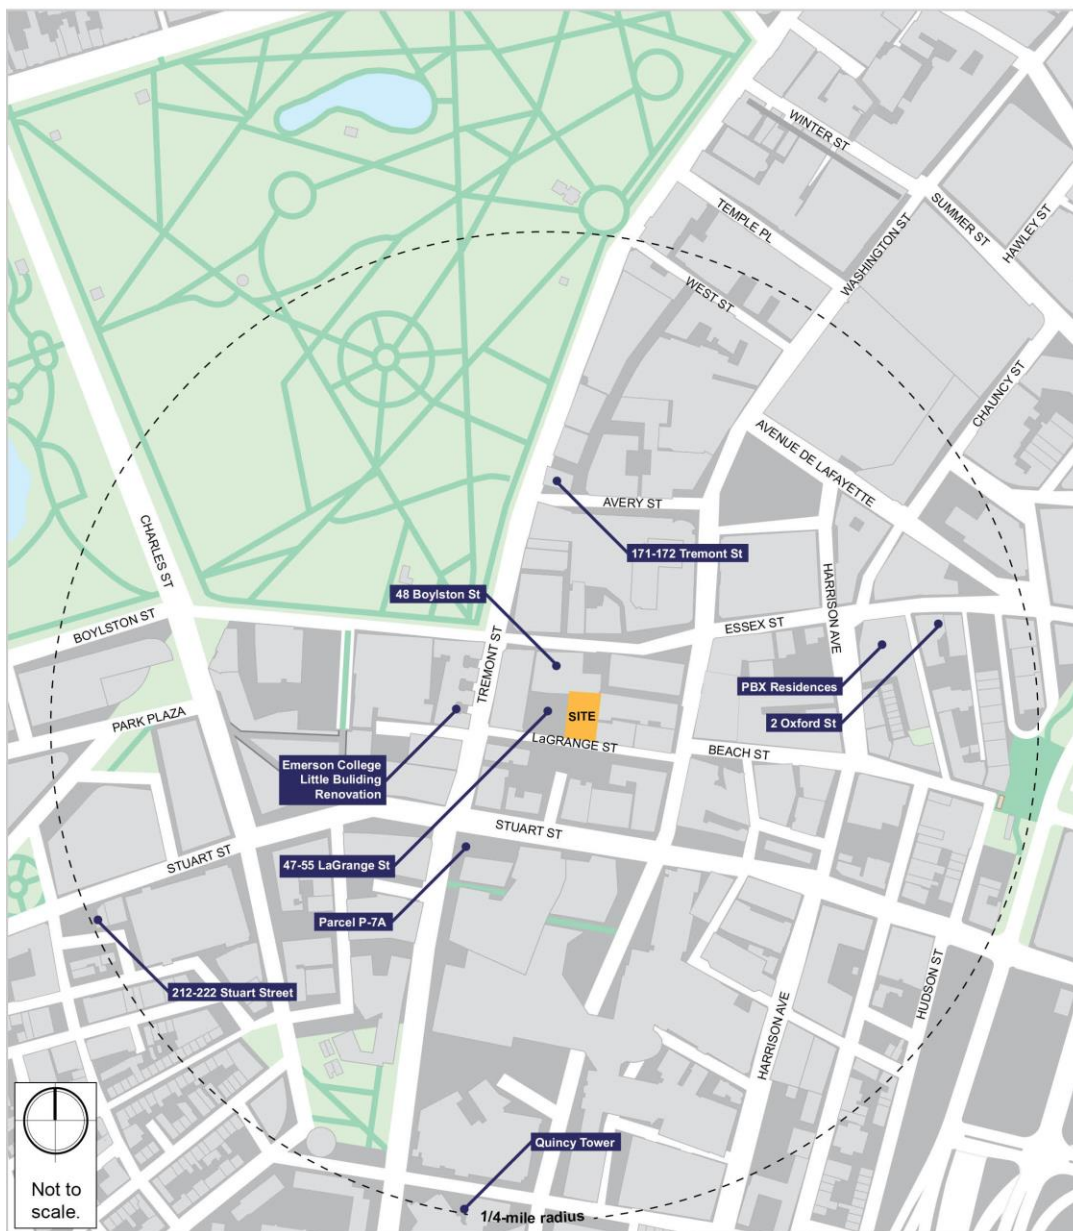 WINTER ST
SUMMER ST
HAWLEY ST
TEMPLE PL
WASHINGTON ST
WEST ST
CHAUNCY ST
AVENUE DE LAFAYETTE
CHARLES ST
AVERY ST
171-172 Tremont St
HARRISON AVE
48 Boylston St
BOYLSTON ST
ESSEX ST
TREMONT ST
PBX Residences
2 Oxford St
PARK PLAZA
SITE
LaGRANGE ST
BEACH ST
Emerson College
Little Buliding
Renovation
STUART ST
STUART ST
47-55 LaGrange St
Parcel P-7A
212-222 Stuart Street
HUDSON ST
HARRISON AVE
Quincy Tower
Not to
scale.
1/4-mile radius